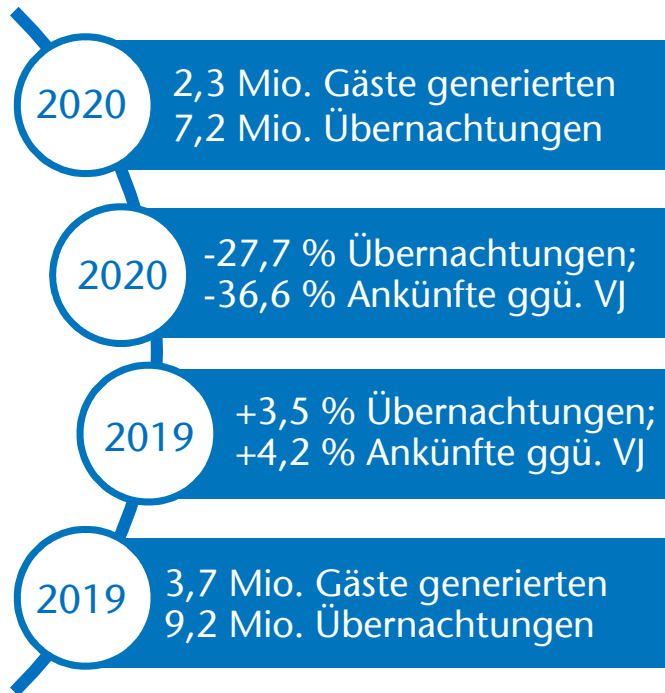 2020
2,3 Mio. Gäste generierten
7,2 Mio. Übernachtungen
2020
-27,7 % Übernachtungen;
-36,6 % Ankünfte ggü. VJ
2019
+3,5 % Übernachtungen;
+4,2 % Ankünfte ggü. VJ
2019
3,7 Mio. Gäste generierten
9,2 Mio. Übernachtungen